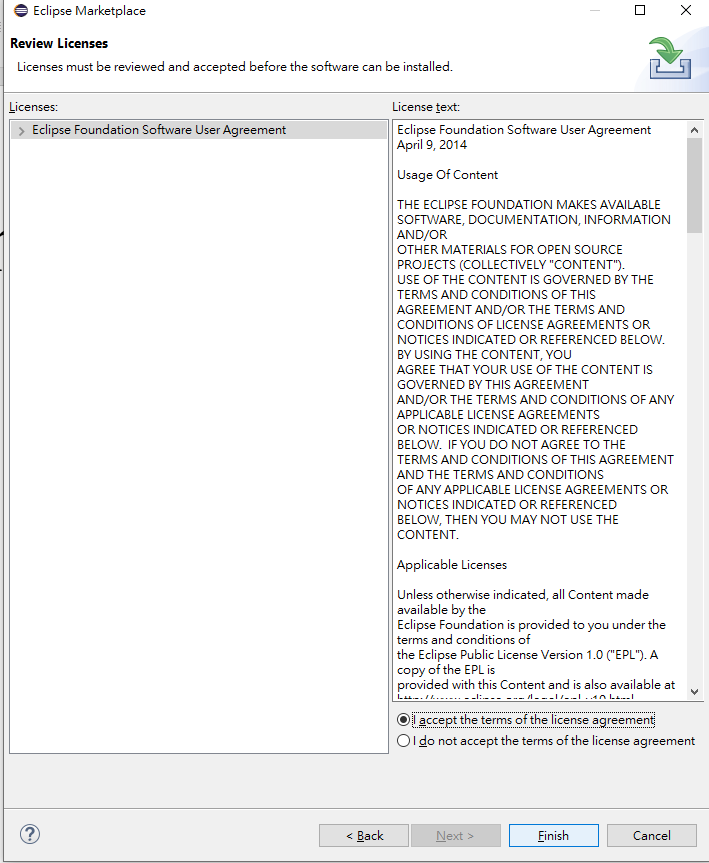 Eclipse Marketplace
Review Licenses
Licenses must be reviewed and accepted before the software can be installed.
Licenses:
Eclipse Foundation Software User Agreement
License text:
Eclipse Foundation Software User Agreement
April 9, 2014
Usage Of Content
THE ECLIPSE FOUNDATION MAKES AVAILABLE
SOFTWARE, DOCUMENTATION, INFORMATION
AND/OR
OTHER MATERIALS FOR OPEN SOURCE
PROJECTS (COLLECTIVELY "CONTENT").
USE OF THE CONTENT IS GOVERNED BY THE
TERMS AND CONDITIONS OF THIS
AGREEMENT AND/OR THE TERMS AND
CONDITIONS OF LICENSE AGREEMENTS OR
NOTICES INDICATED OR REFERENCED BELOW.
BY USING THE CONTENT, YOU
AGREE THAT YOUR USE OF THE CONTENT IS
GOVERNED BY THIS AGREEMENT
AND/OR THE TERMS AND CONDITIONS OF ANY
APPLICABLE LICENSE AGREEMENTS
OR NOTICES INDICATED OR REFERENCED
BELOW.  IF YOU DO NOT AGREE TO THE
TERMS AND CONDITIONS OF THIS AGREEMENT
AND THE TERMS AND CONDITIONS
OF ANY APPLICABLE LICENSE AGREEMENTS OR
NOTICES INDICATED OR REFERENCED
BELOW, THEN YOU MAY NOT USE THE
CONTENT.
Applicable Licenses
Unless otherwise indicated, all Content made
available by the
Eclipse Foundation is provided to you under the
terms and conditions of
the Eclipse Public License Version 1.0 ("EPL"). A
copy of the EPL is
provided with this Content and is also available at
http://www.eclipse.org/legal/epl-v10.html
I accept the terms of the license agreement
I do not accept the terms of the license agreement
?
< Back
Next >
Finish
Cancel